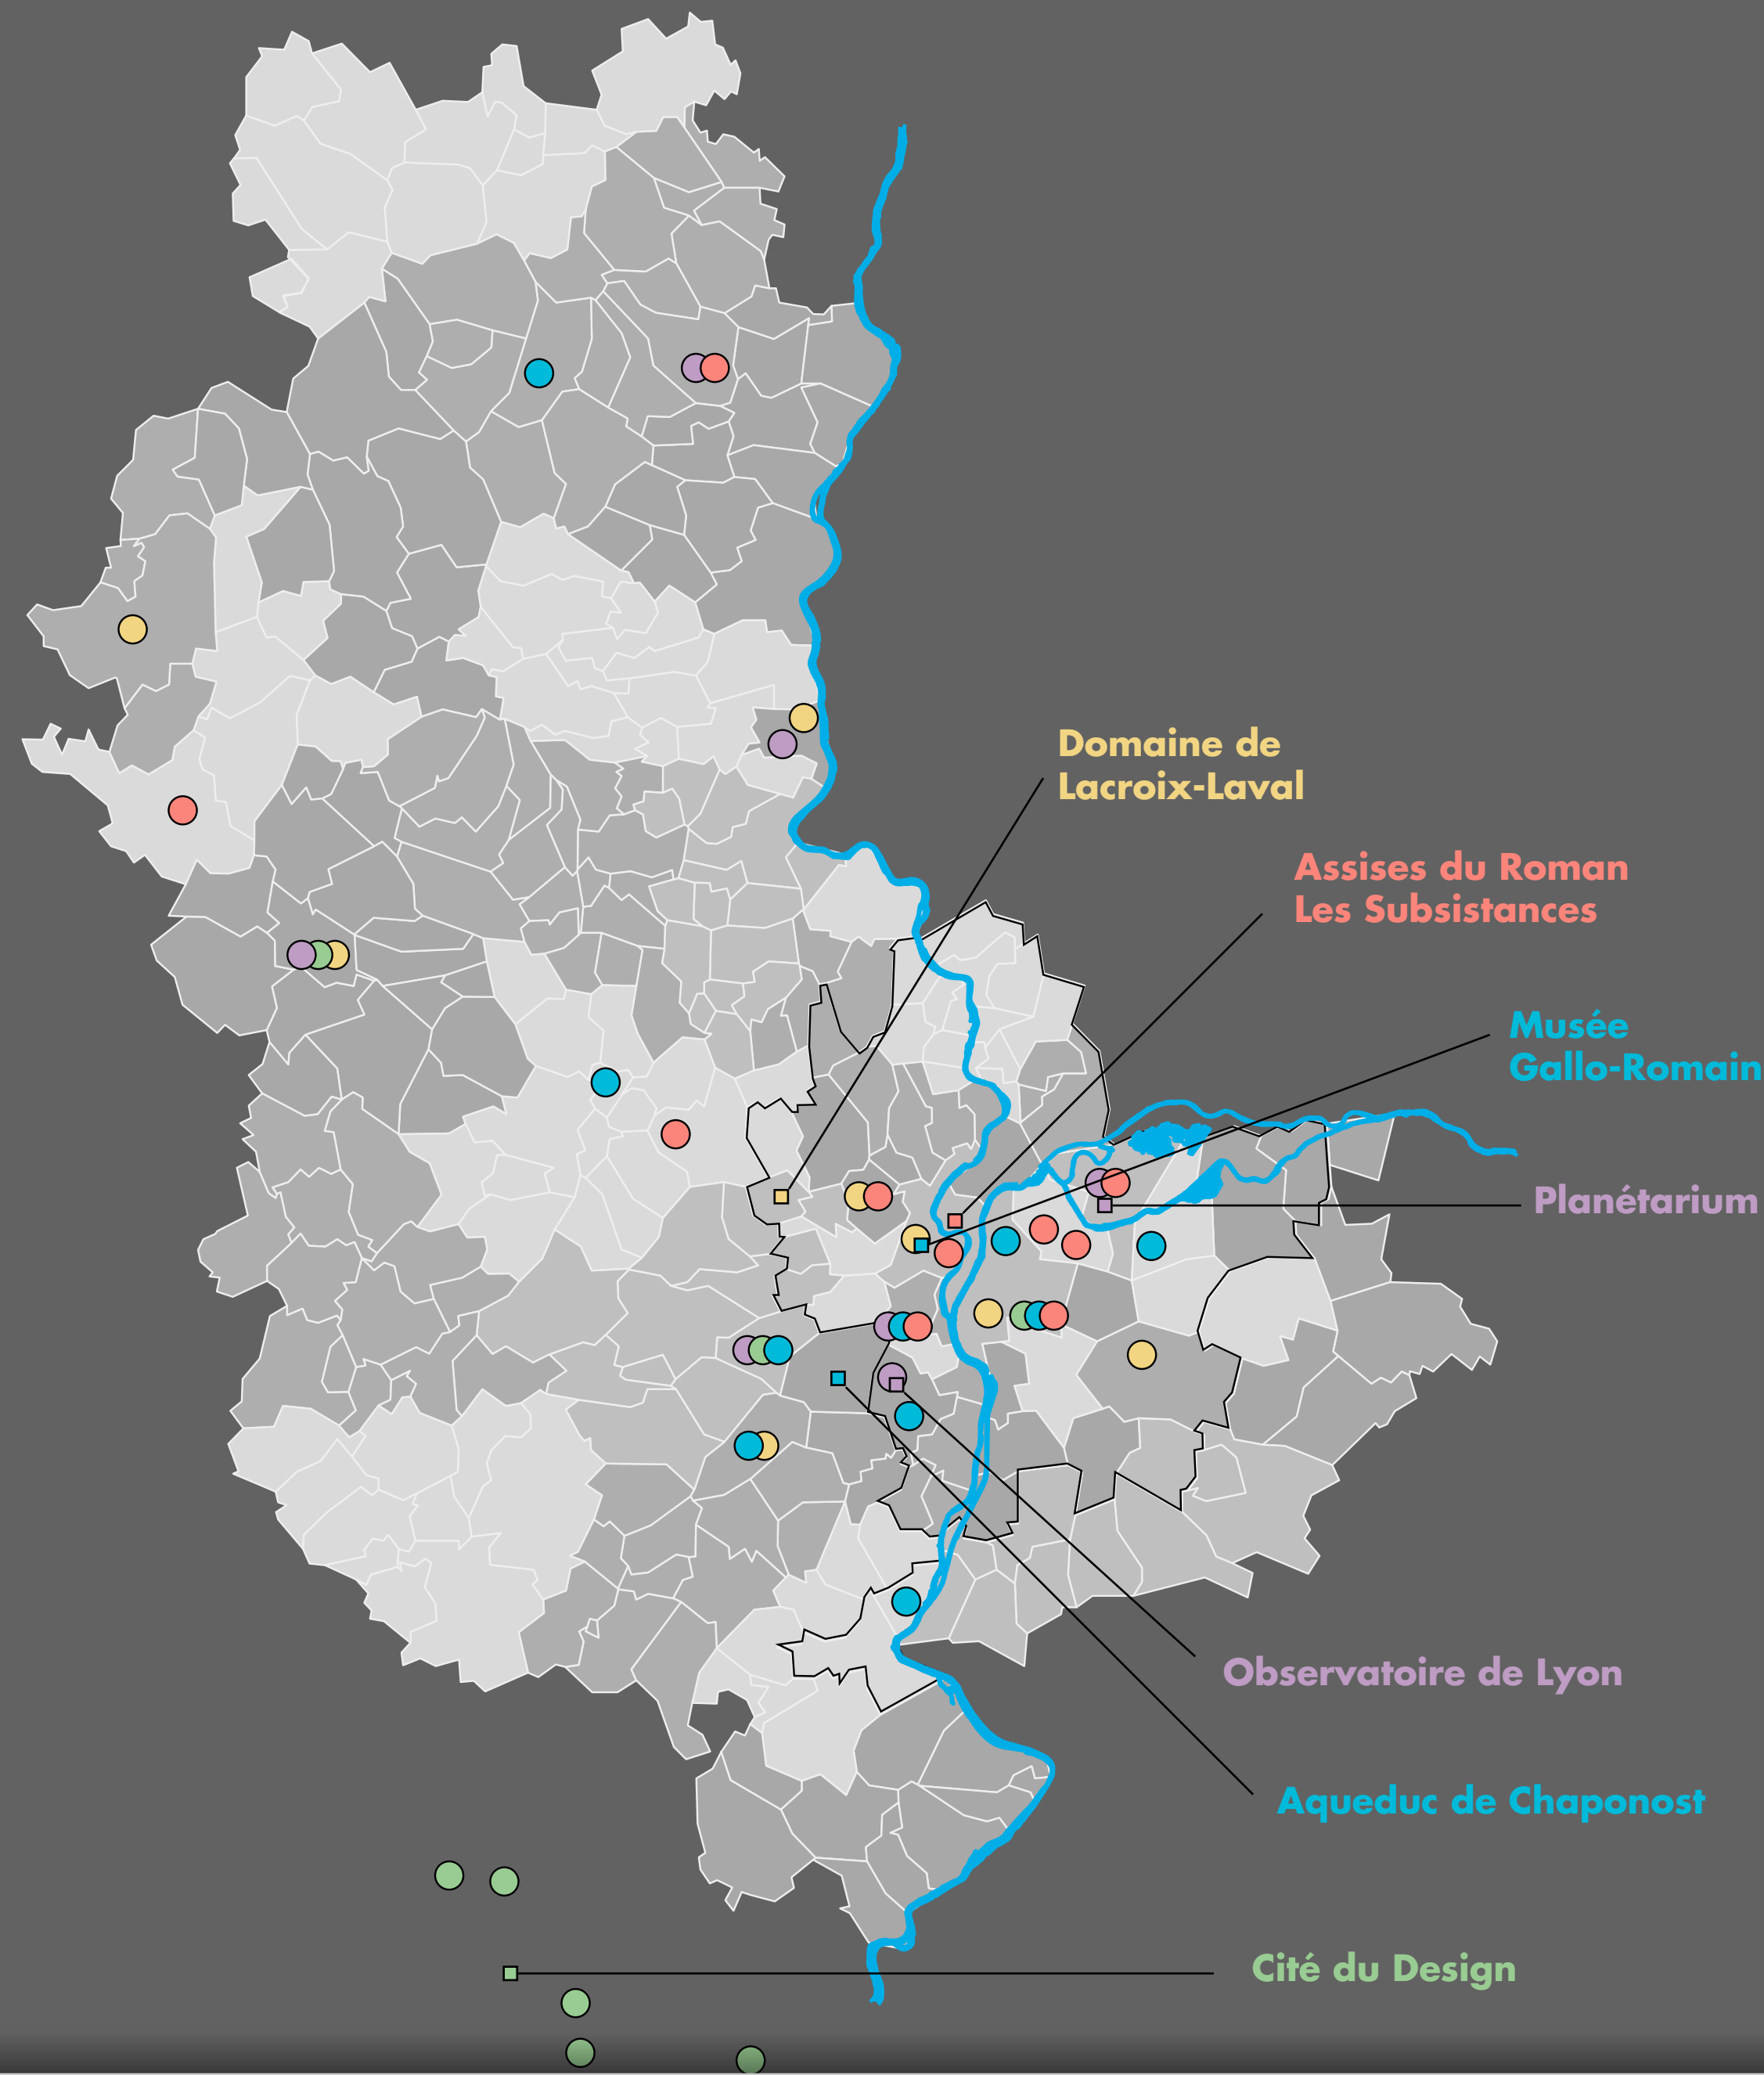 Domaine de
Lacroix-Laval
Assises du Roman
Les Subsistances
Musée
Gallo-Romain
Planétarium
Observatoire de Lyon
Aqueduc de Chaponost
Cité du Design